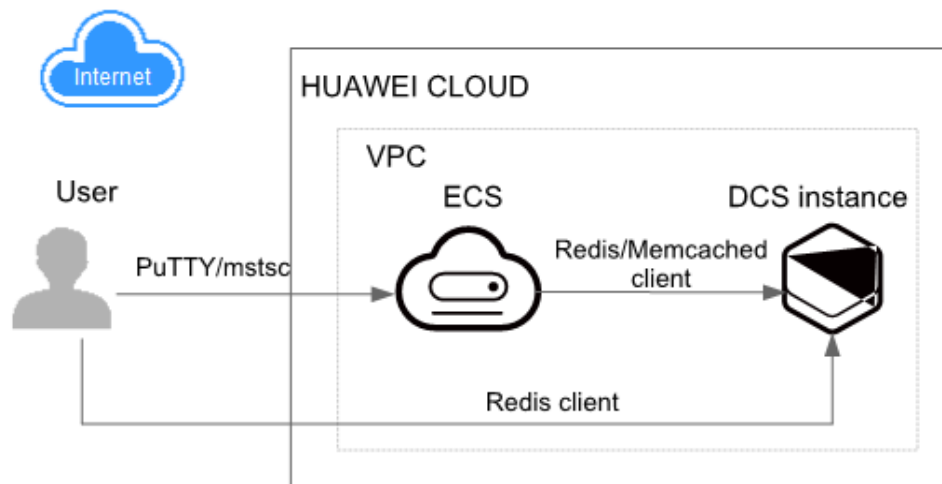 Internet
HUAWEI CLOUD
VPC
User
ECS
DCS instance
PuTTY/mstsc
Redis/Memcached
client
Redis client